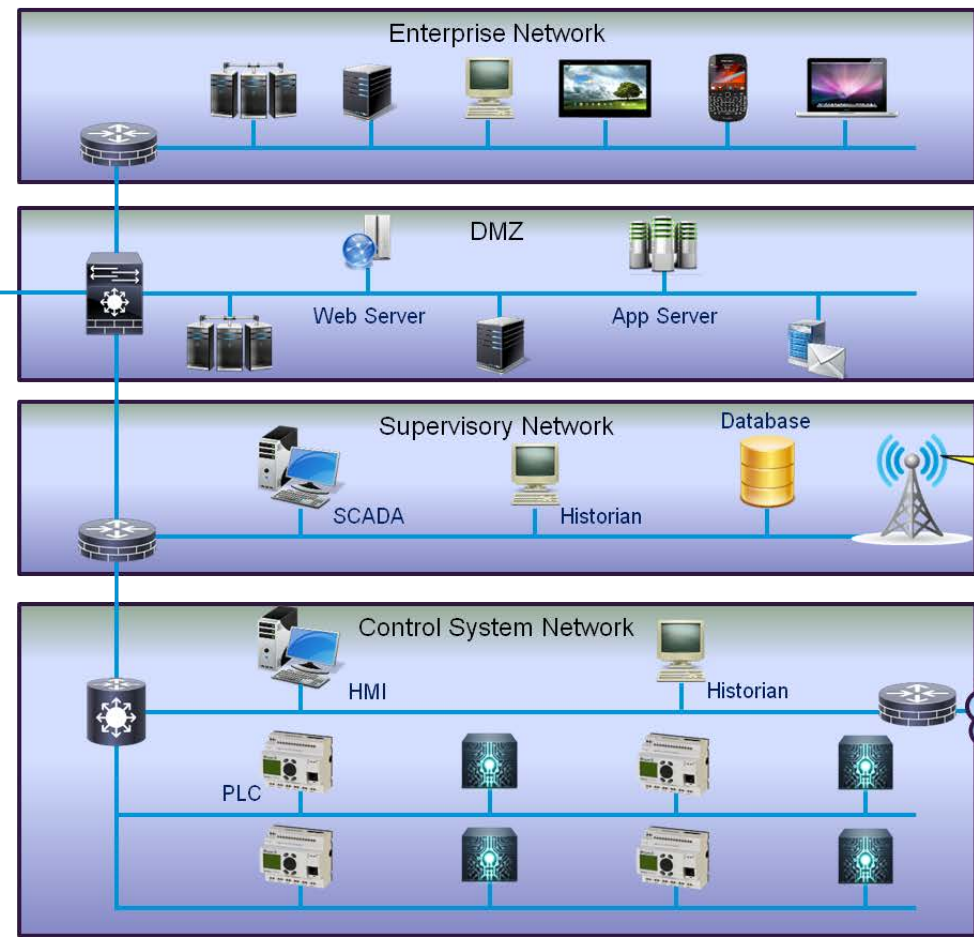 Enterprise Network
DMZ
Web Server
App Server
Supervisory Network
Database
SCADA
Historian
Control System Network
HMI
Historian
PLC